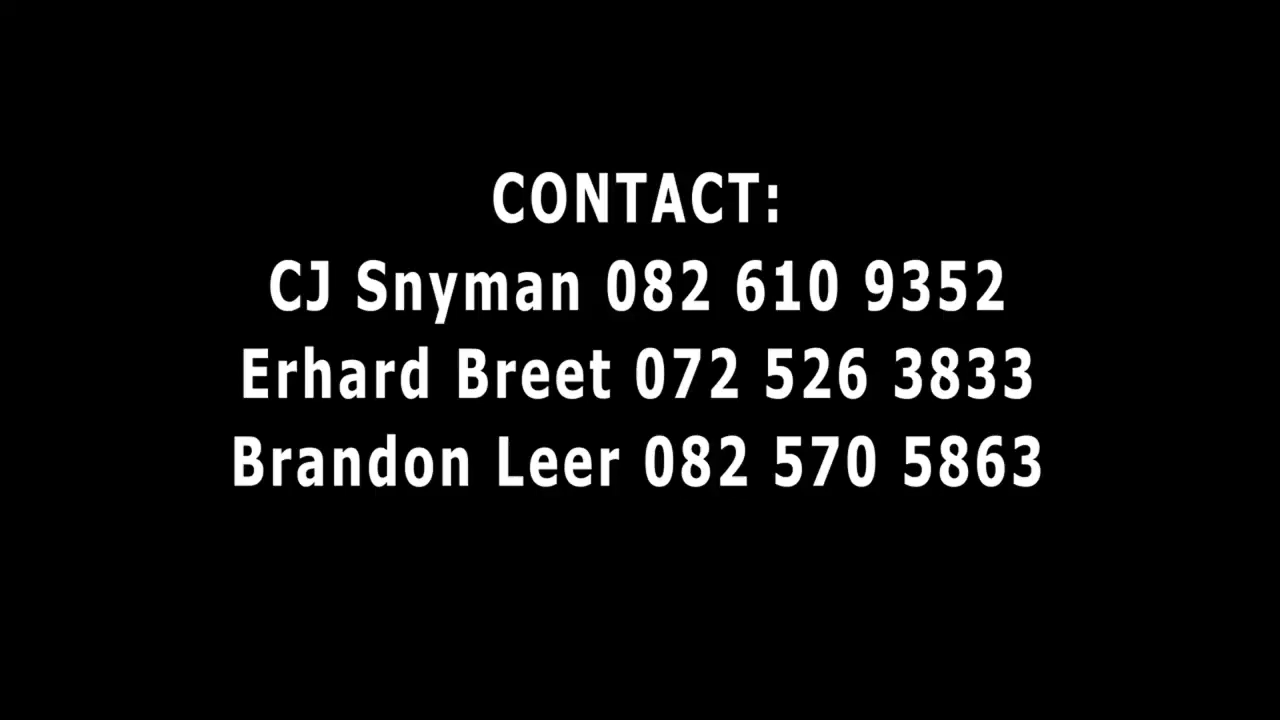 CONTACT:
CJ Snyman 082 610 9352
Erhard Breet 072 526 3833
Brandon Leer 082 570 5863